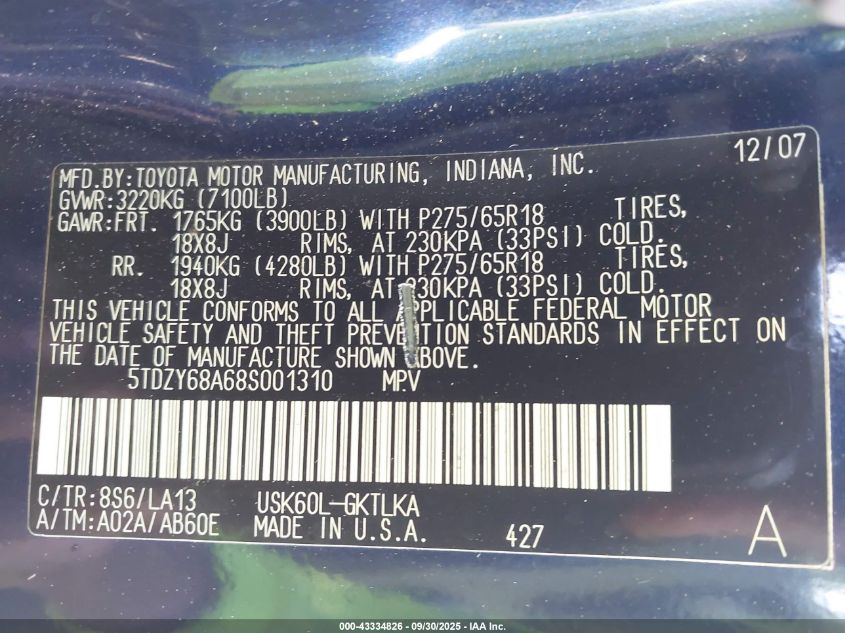 12/07
MFD.BY:TOYOTA MOTOR MANUFACTURING, INDIANA, INC.
GVWR:3220KG (7100LB)
GAWR:FRT. 1765KG (3900LB) WITH P275/65R18 TIRES,
18X8J RIMS, AT 230KPA (33PSI) COLD.
RR. 1940KG (4280LB) WITH P275/65R18 TIRES,
18X8J RIMS, AT 230KPA (33PSI) COLD.
THIS VEHICLE CONFORMS TO ALL APPLICABLE FEDERAL MOTOR
VEHICLE SAFETY AND THEFT PREVENTION STANDARDS IN EFFECT ON
THE DATE OF MANUFACTURE SHOWN ABOVE.
5TDZY68A68S001310 MPV
C/TR:8S6/LA13 USK60L-GKTLKA
A/TM:A02A/AB60E MADE IN U.S.A. 427 A
000-43334826 - 09/30/2025 - IAA Inc.